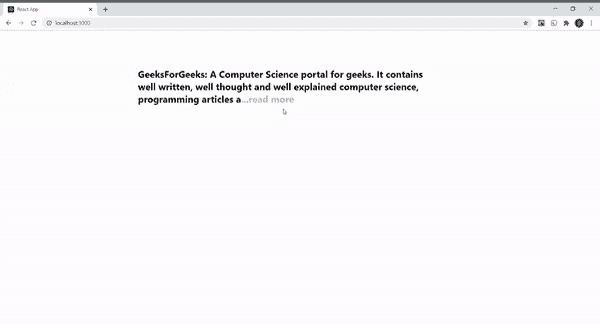 React App
localhost:3000
GeeksForGeeks: A Computer Science portal for geeks. It contains
well written, well thought and well explained computer science,
programming articles a...read more